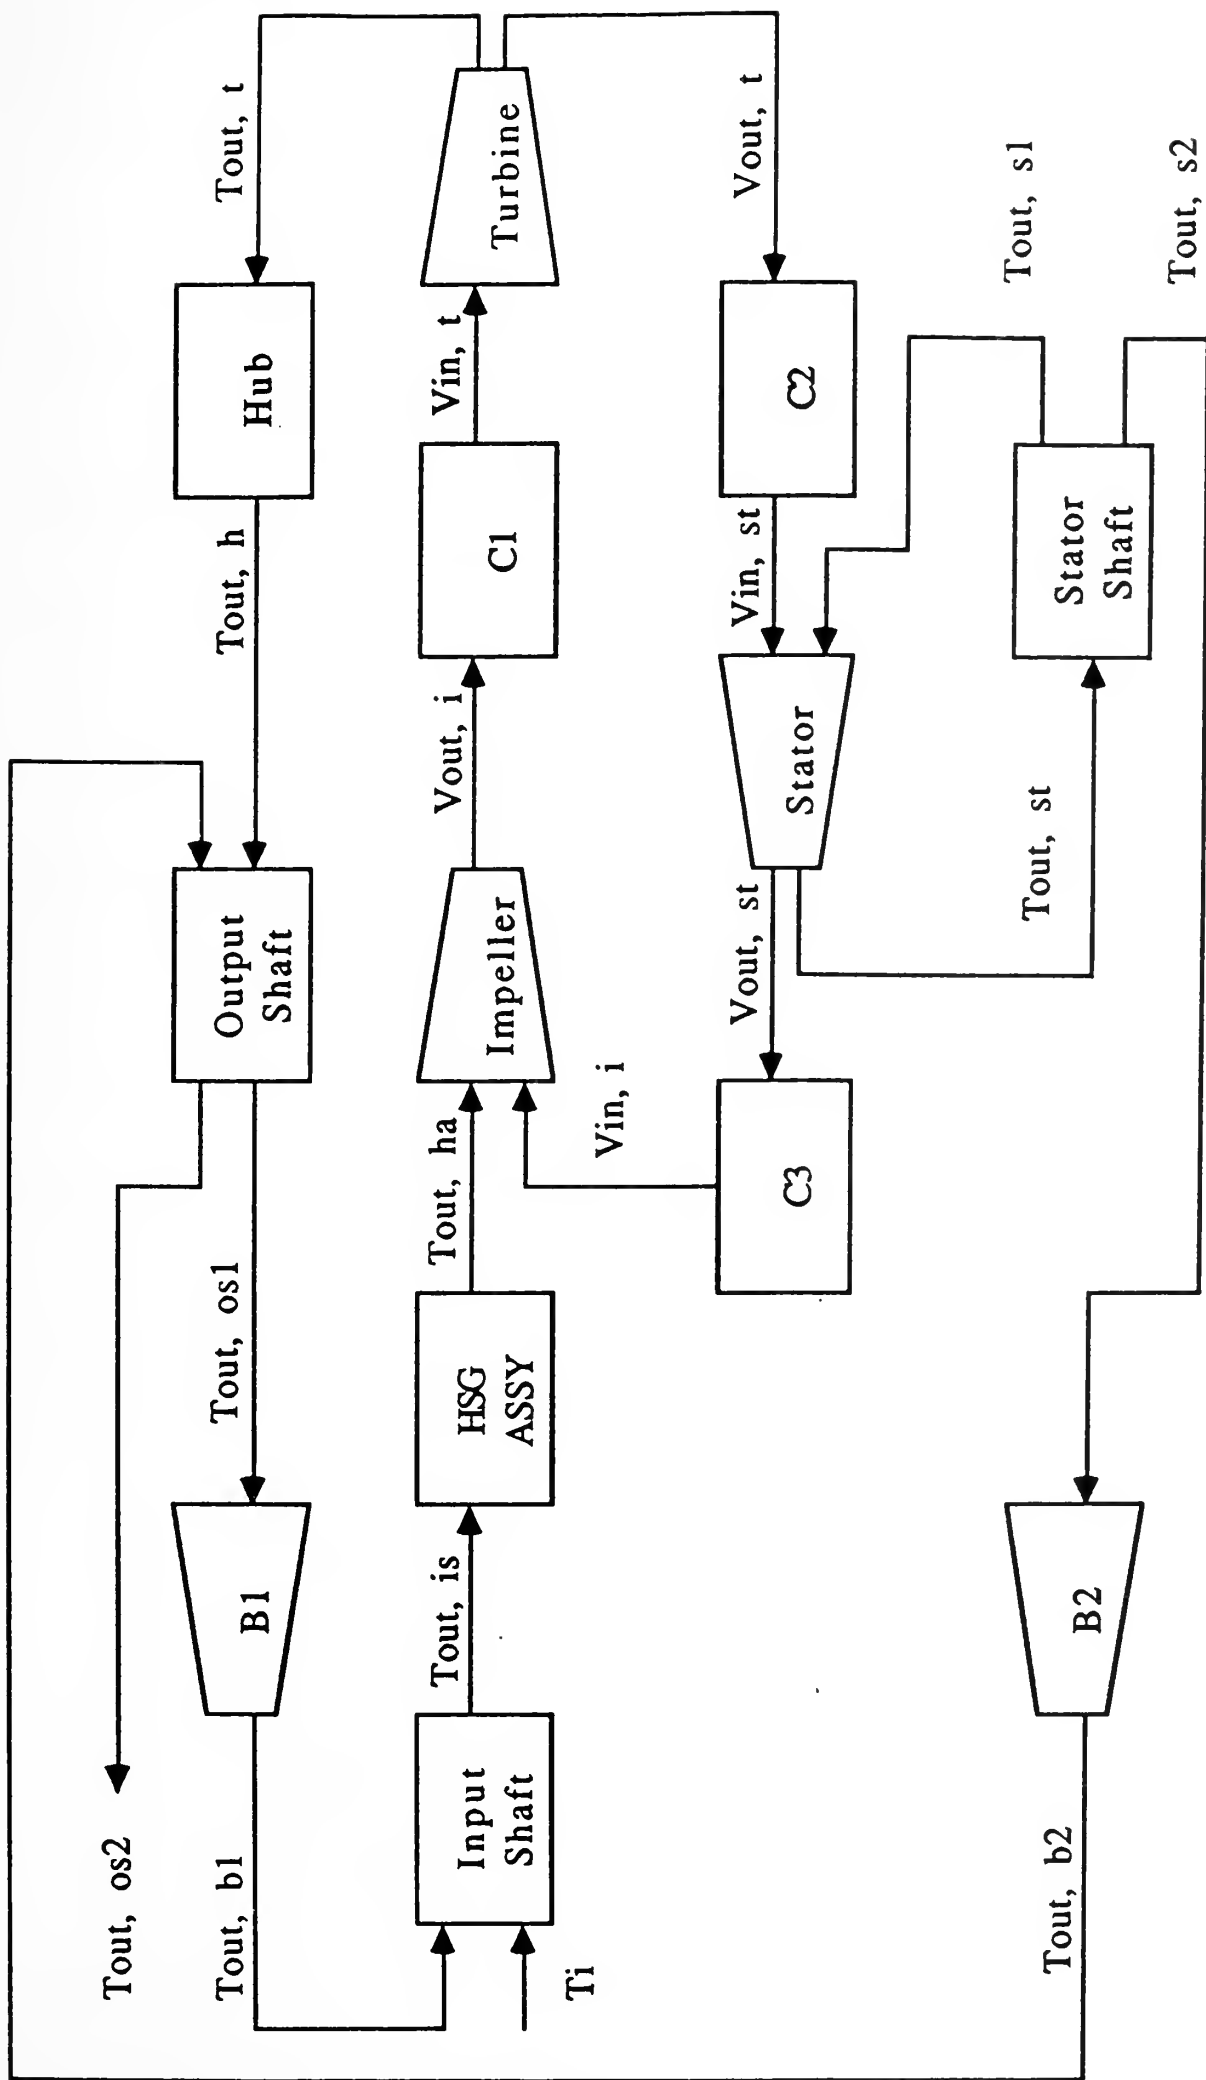 Tout, os2
Tout, b1
B1
Tout, os1
Output
Shaft
Tout, h
Hub
Tout, t
Ti
Input
Shaft
Tout, is
HSG
ASSY
Tout, ha
Impeller
Vout, i
C1
Vin, t
Turbine
Vin, i
C3
Vout, st
Stator
Vin, st
C2
Vout, t
Tout, st
Stator
Shaft
Tout, s1
Tout, b2
B2
Tout, s2